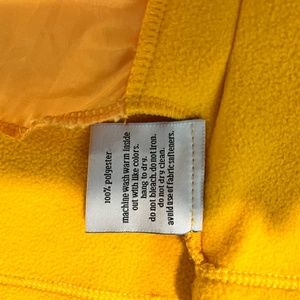 100% polyester
machine wash warm inside
out with like colors.
hang to dry.
do not bleach. do not iron.
do not dry clean.
avoid use of fabric softeners.